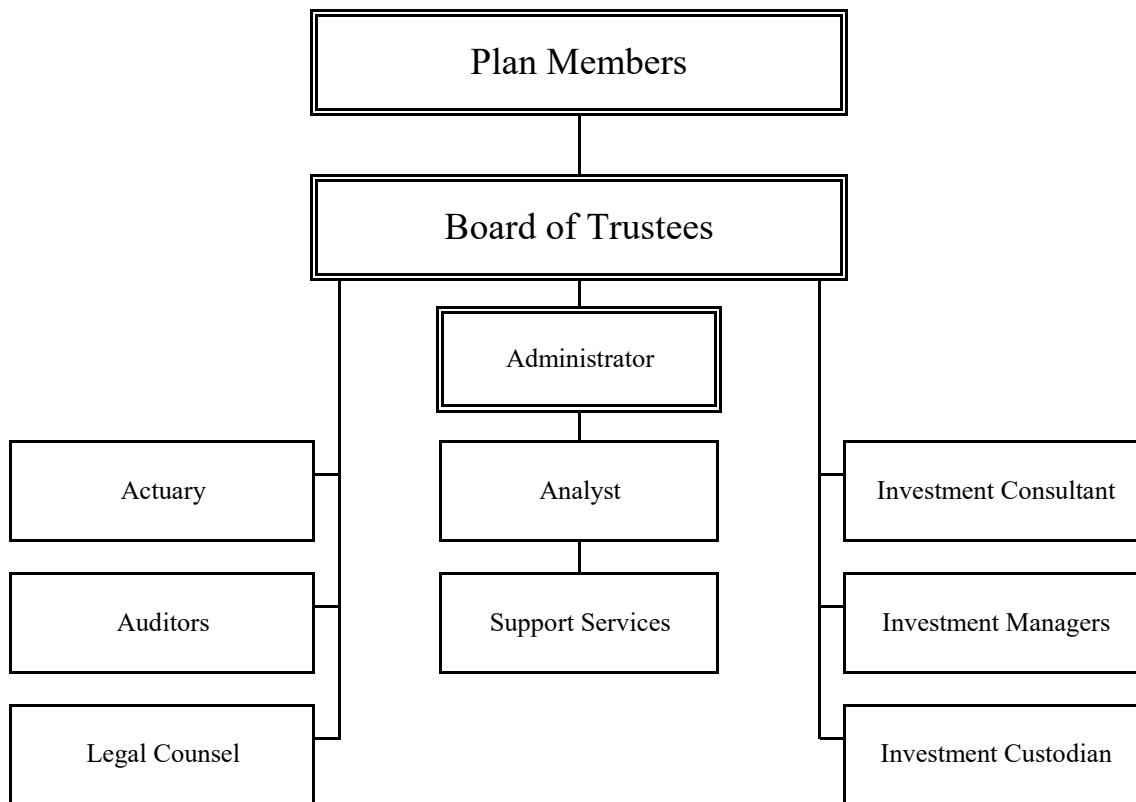 Plan Members
Board of Trustees
Administrator
Actuary
Analyst
Investment Consultant
Auditors
Support Services
Investment Managers
Legal Counsel
Investment Custodian